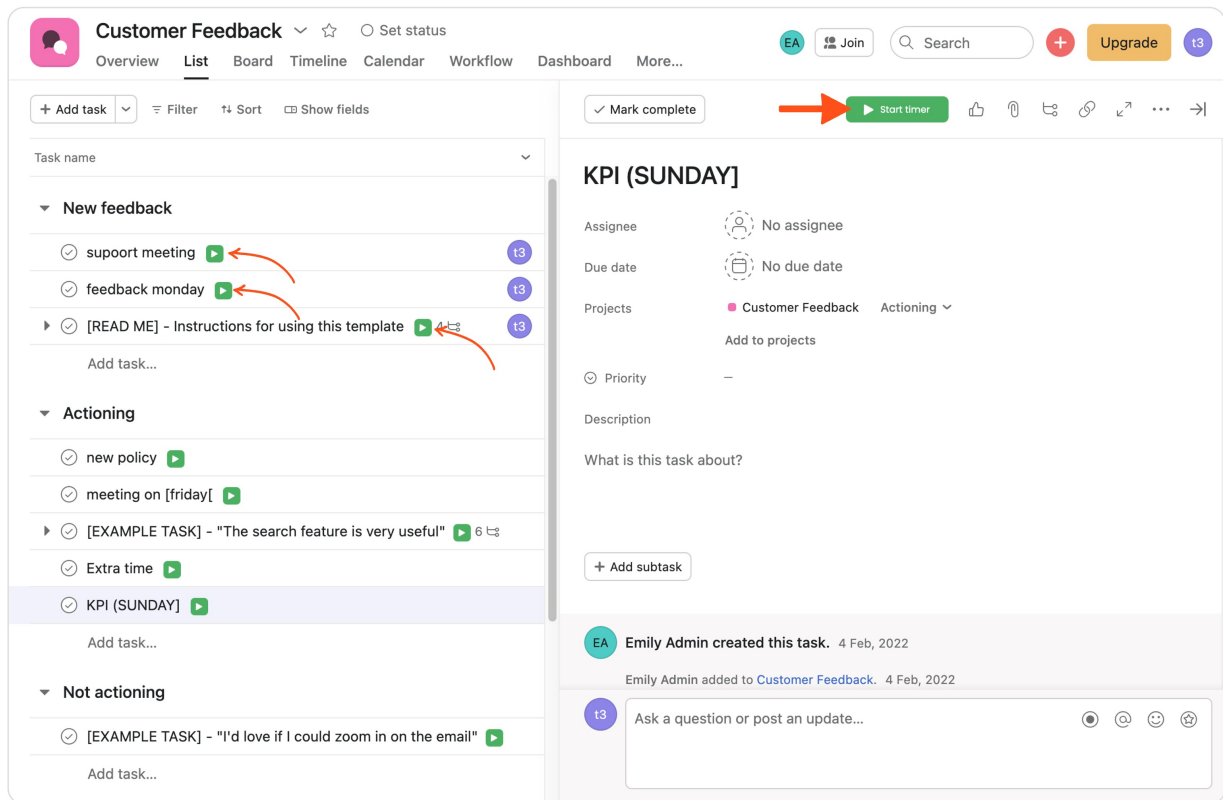 Customer Feedback Set status
Overview List Board Timeline Calendar Workflow Dashboard More...
EA Join Search Upgrade t3
+ Add task Filter Sort Show fields
Task name
New feedback
supoort meeting t3
feedback monday t3
[READ ME] - Instructions for using this template 4 t3
Add task...
Actioning
new policy
meeting on [friday[
[EXAMPLE TASK] - "The search feature is very useful" 6
Extra time
KPI (SUNDAY]
Add task...
Not actioning
[EXAMPLE TASK] - "I'd love if I could zoom in on the email"
Add task...
Mark complete Start timer
KPI (SUNDAY]
Assignee No assignee
Due date No due date
Projects Customer Feedback Actioning
Add to projects
Priority —
Description
What is this task about?
+ Add subtask
EA Emily Admin created this task. 4 Feb, 2022
Emily Admin added to Customer Feedback. 4 Feb, 2022
t3 Ask a question or post an update...